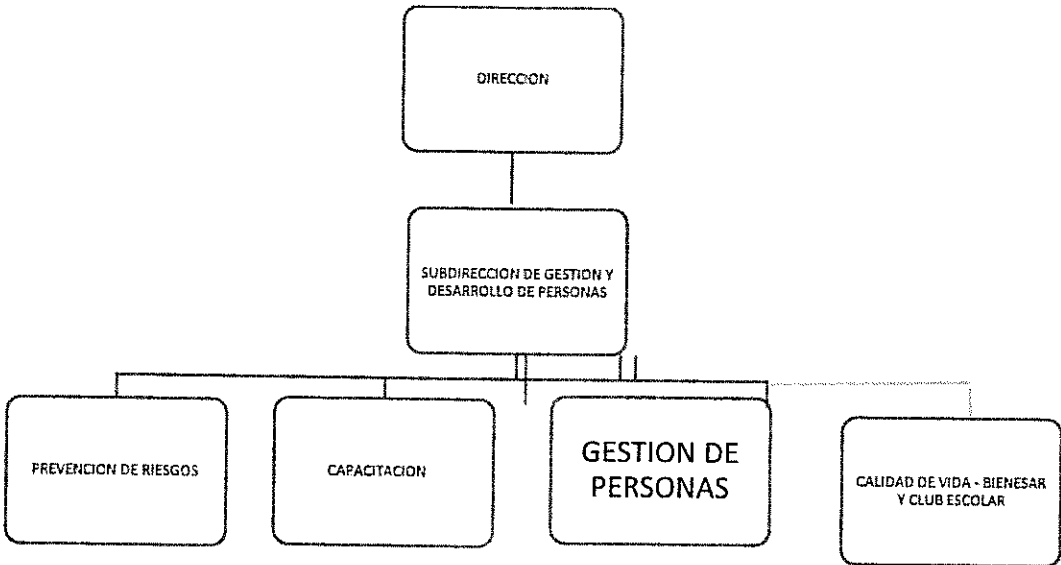 DIRECCION
SUBDIRECCION DE GESTION Y
DESARROLLO DE PERSONAS
PREVENCION DE RIESGOS
CAPACITACION
GESTION DE
PERSONAS
CALIDAD DE VIDA - BIENESAR
Y CLUB ESCOLAR